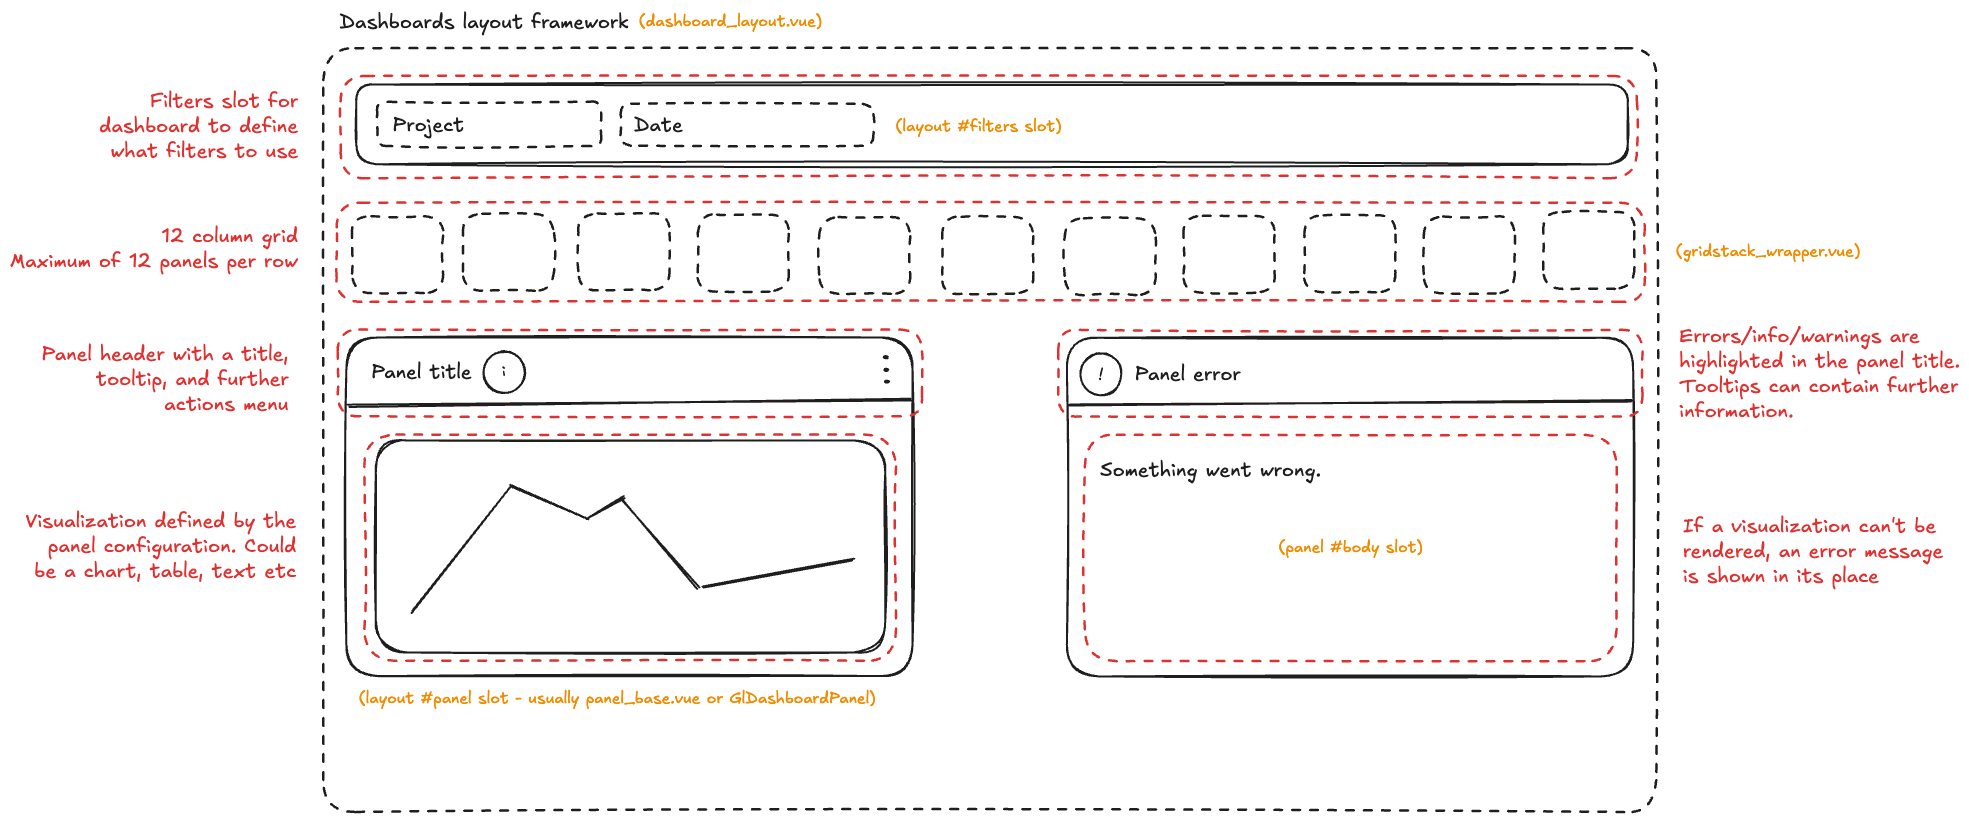 Dashboards layout framework (dashboard_layout.vue)
Filters slot for
dashboard to define
what filters to use
Project
Date
(layout #filters slot)
12 column grid
Maximum of 12 panels per row
(gridstack_wrapper.vue)
Panel header with a title,
tooltip, and further
actions menu
Panel title i
! Panel error
Errors/info/warnings are
highlighted in the panel title.
Tooltips can contain further
information.
Visualization defined by the
panel configuration. Could
be a chart, table, text etc
Something went wrong.
(panel #body slot)
If a visualization can't be
rendered, an error message
is shown in its place
(layout #panel slot - usually panel_base.vue or GlDashboardPanel)